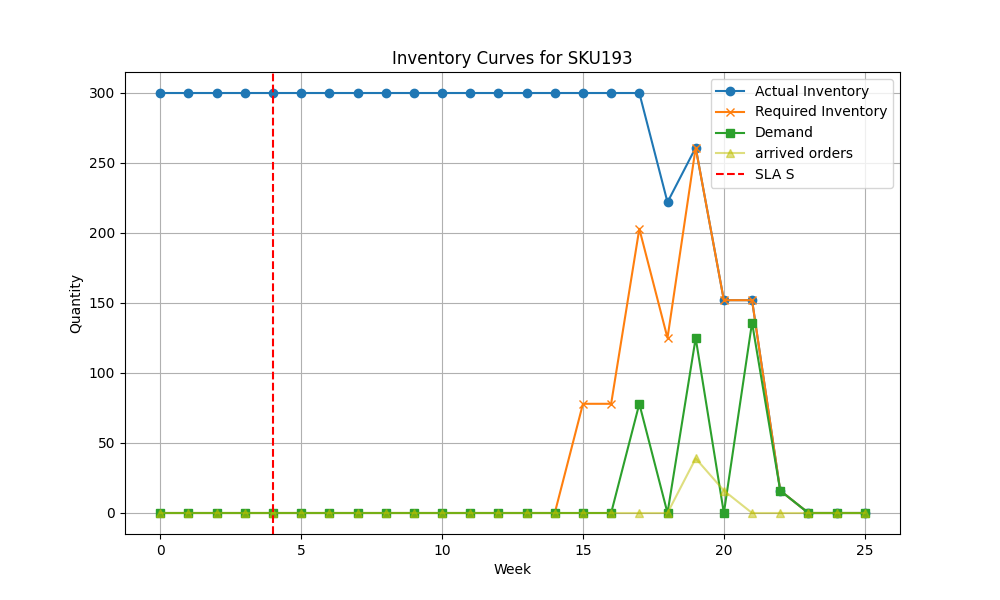 Inventory Curves for SKU193
Actual Inventory
Required Inventory
Demand
arrived orders
SLA S
Quantity
300
250
200
150
100
50
0
0 5 10 15 20 25
Week